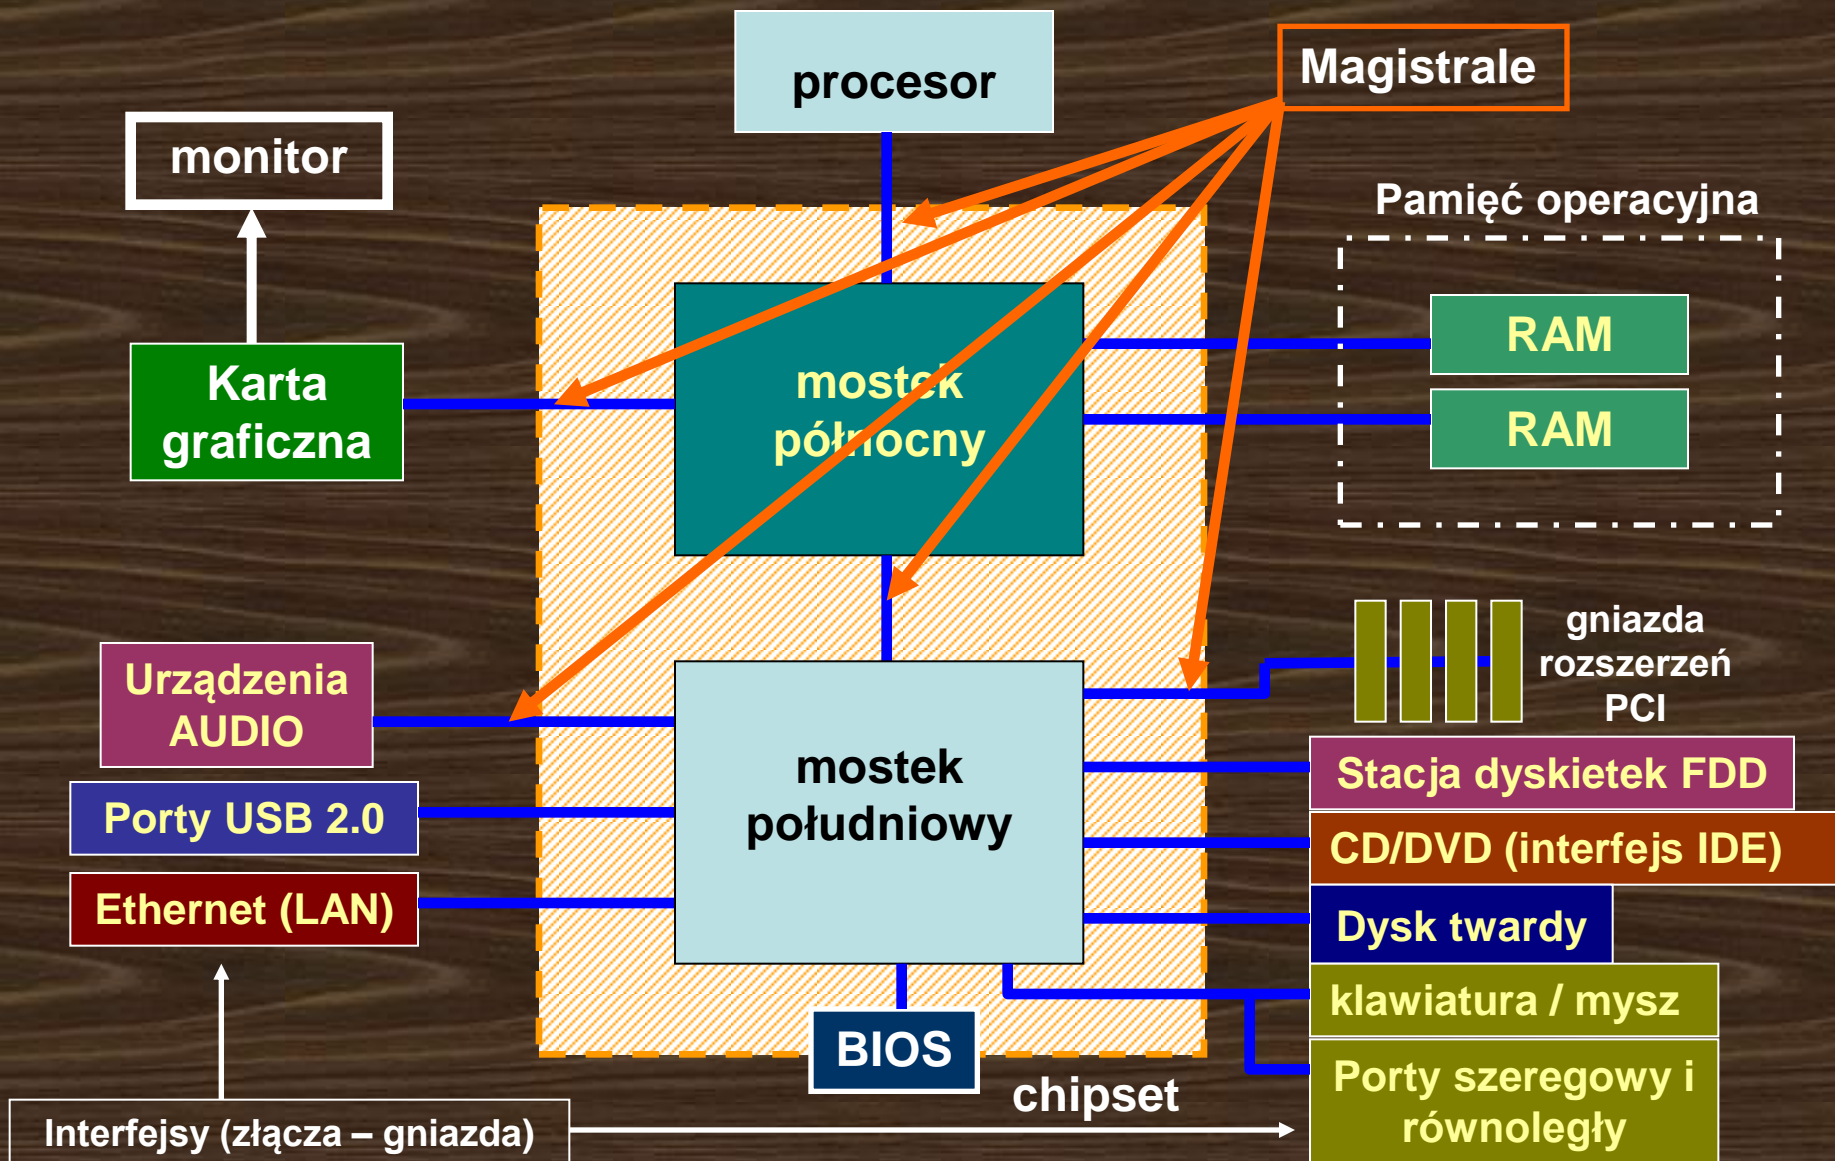 procesor
Magistrale
monitor
Pamięć operacyjna
RAM
RAM
Karta
graficzna
mostek
północny
gniazda
rozszerzeń
PCI
Urządzenia
AUDIO
Porty USB 2.0
Ethernet (LAN)
mostek
południowy
Stacja dyskietek FDD
CD/DVD (interfejs IDE)
Dysk twardy
klawiatura / mysz
Porty szeregowy i
równoległy
BIOS
chipset
Interfejsy (złącza – gniazda)